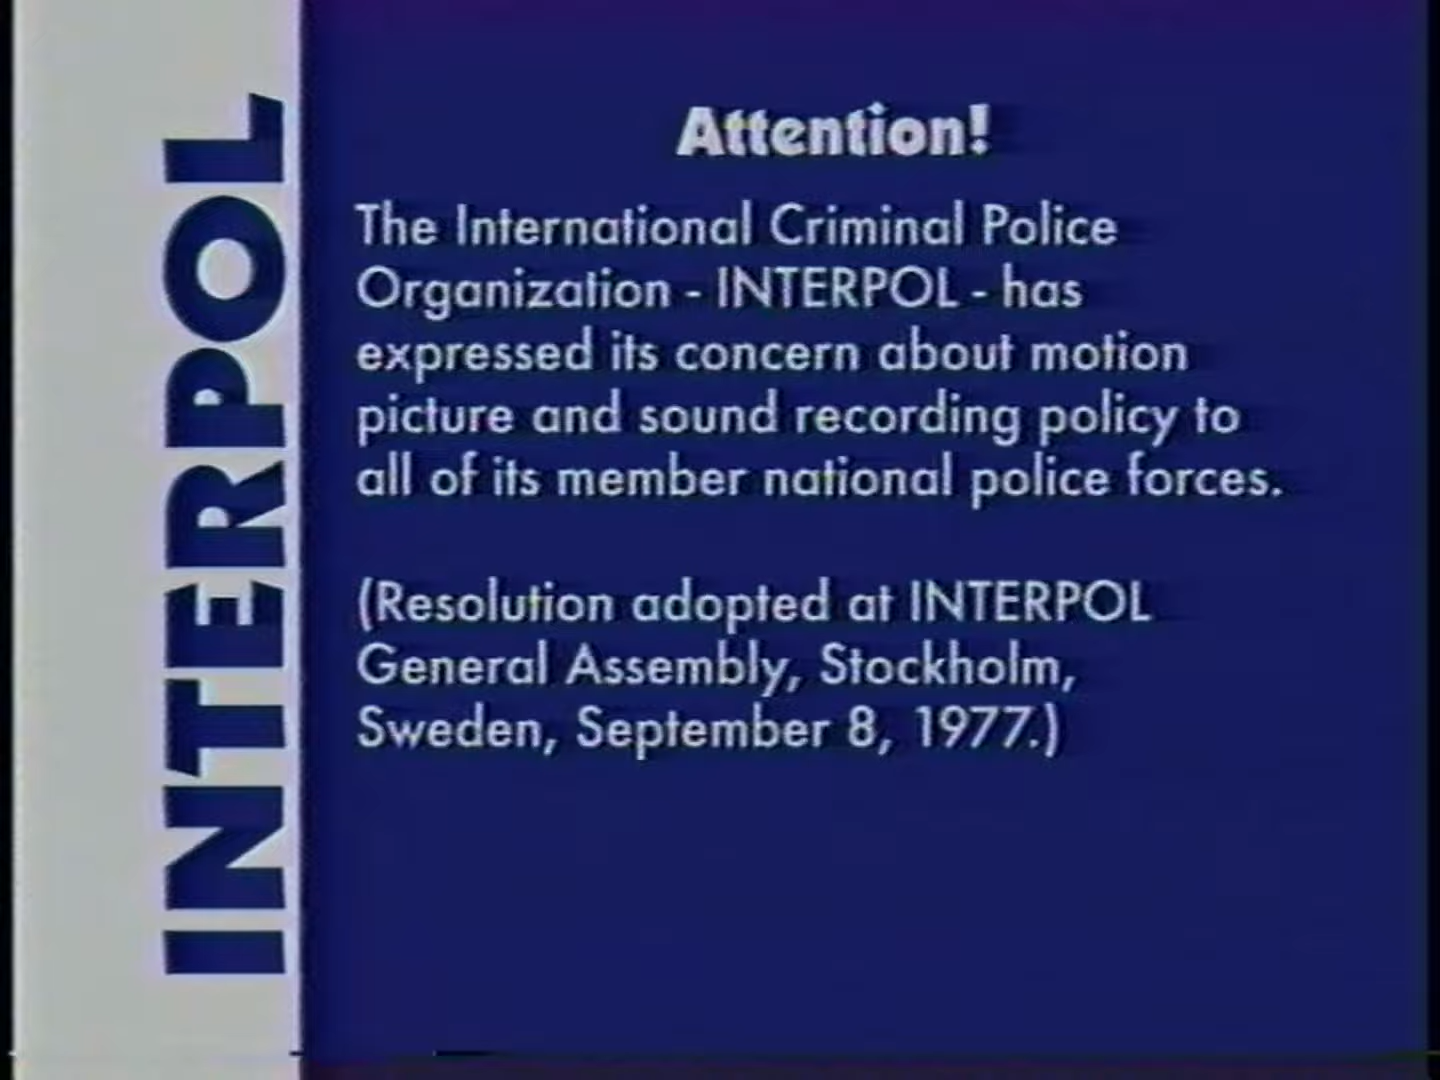 INTERPOL
Attention!
The International Criminal Police
Organization - INTERPOL - has
expressed its concern about motion
picture and sound recording policy to
all of its member national police forces.
(Resolution adopted at INTERPOL
General Assembly, Stockholm,
Sweden, September 8, 1977.)